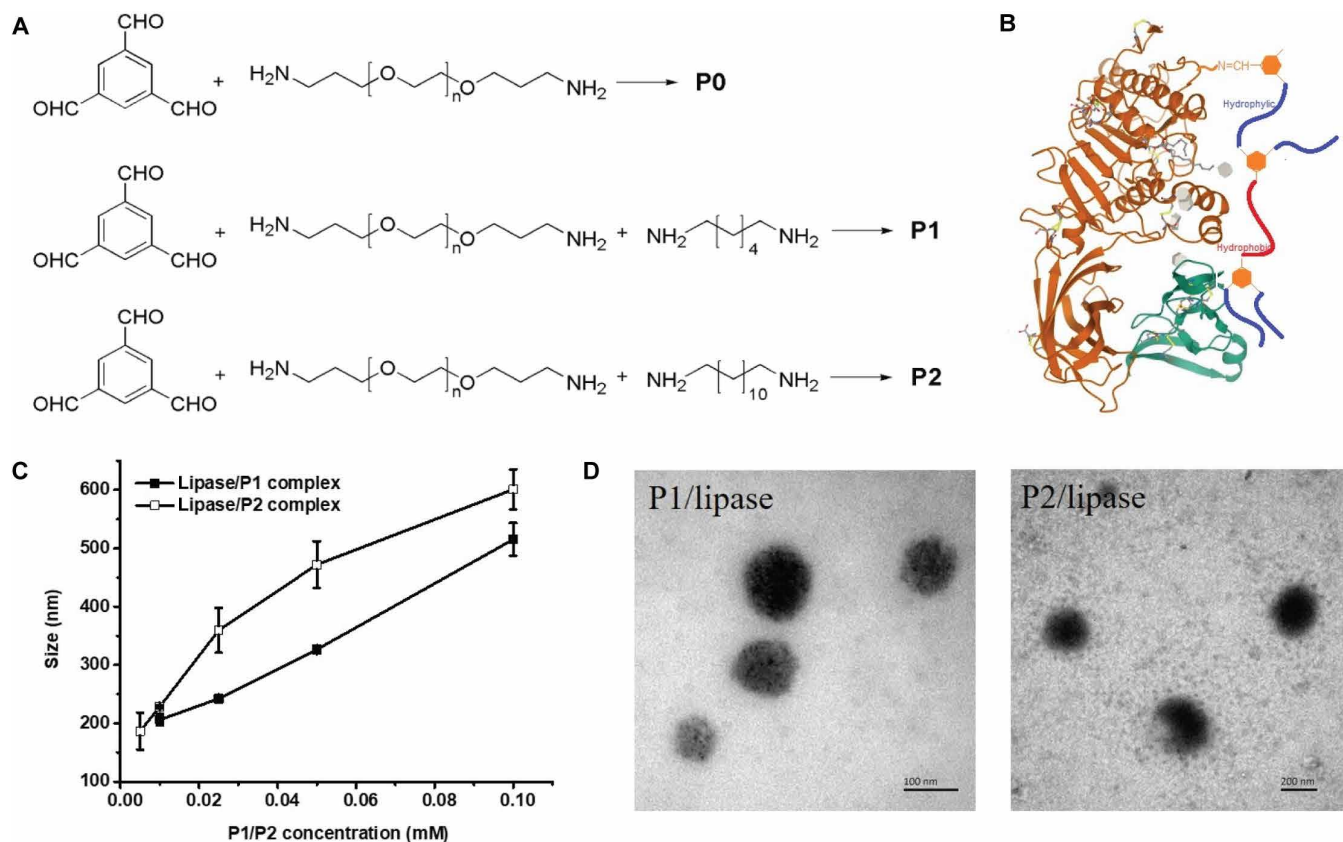 A
CHO
CHO
CHO
+
H₂N
O
n
O
NH₂
P0
CHO
CHO
CHO
+
H₂N
O
n
O
NH₂
+
NH₂
4
NH₂
P1
CHO
CHO
CHO
+
H₂N
O
n
O
NH₂
+
NH₂
10
NH₂
P2
B
N=CH
Hydrophylic
Hydrophobic
C
Lipase/P1 complex
Lipase/P2 complex
600
500
400
300
200
100
Size (nm)
0.00 0.02 0.04 0.06 0.08 0.10
P1/P2 concentration (mM)
D
P1/lipase
100 nm
P2/lipase
200 nm